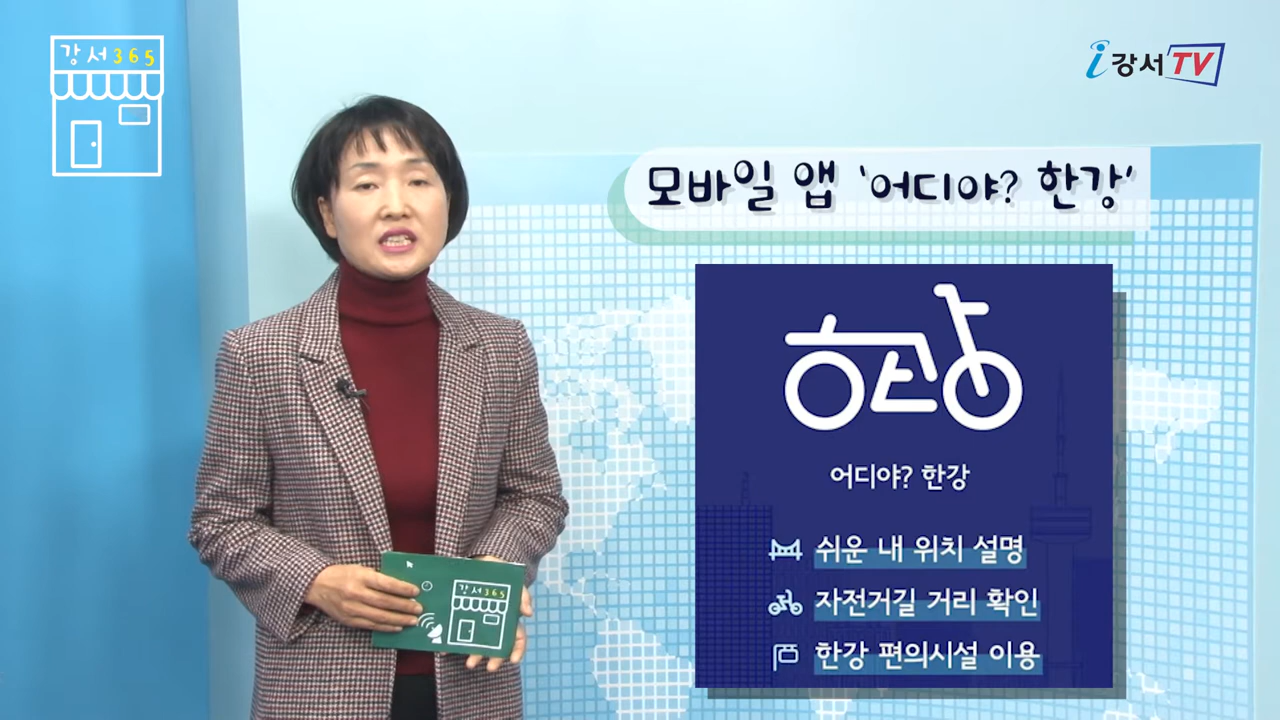 강서365
i강서TV
모바일 앱 '어디야? 한강'
어디야? 한강
쉬운 내 위치 설명
자전거길 거리 확인
한강 편의시설 이용
강서365